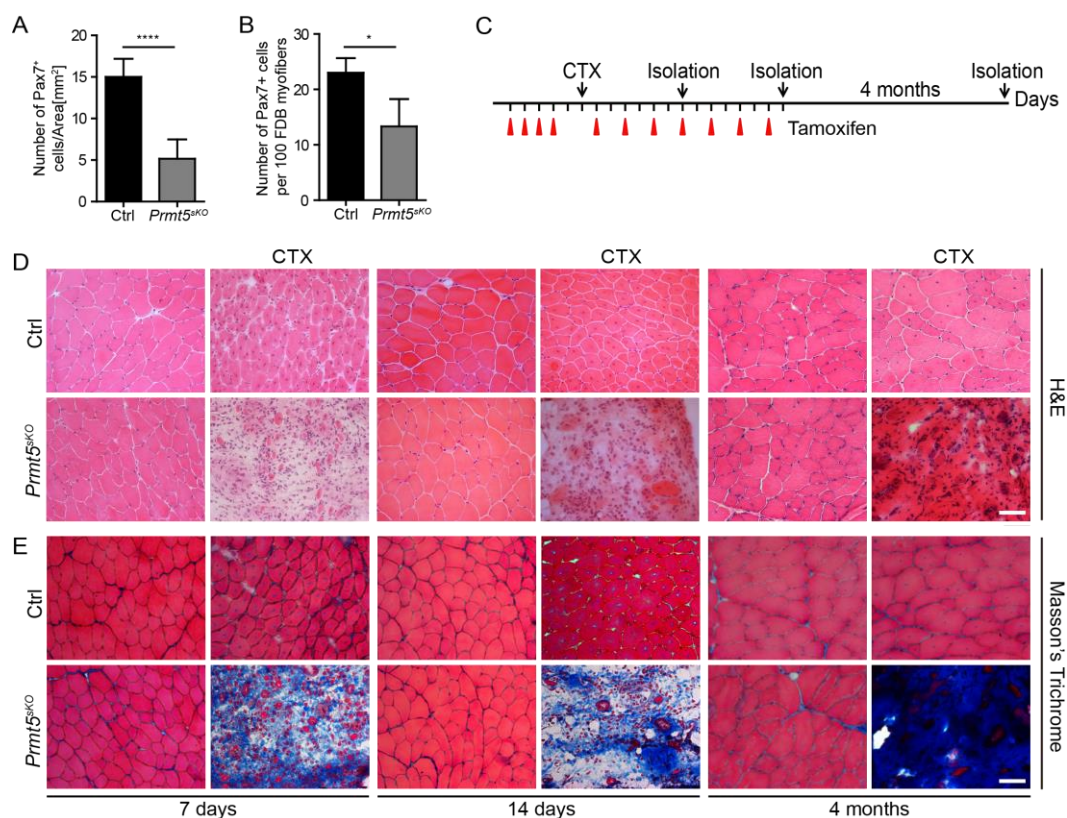 A
Number of Pax7⁺
cells/Area[mm²]
20
15
10
5
0
****
Ctrl
Prmt5ˢᴷᴼ
B
Number of Pax7+ cells
per 100 FDB myofibers
30
20
10
0
*
Ctrl
Prmt5ˢᴷᴼ
C
CTX
Isolation
Isolation
4 months
Isolation
Days
Tamoxifen
D
CTX
CTX
CTX
Ctrl
Prmt5ˢᴷᴼ
H&E
E
Ctrl
Prmt5ˢᴷᴼ
Masson's Trichrome
7 days
14 days
4 months